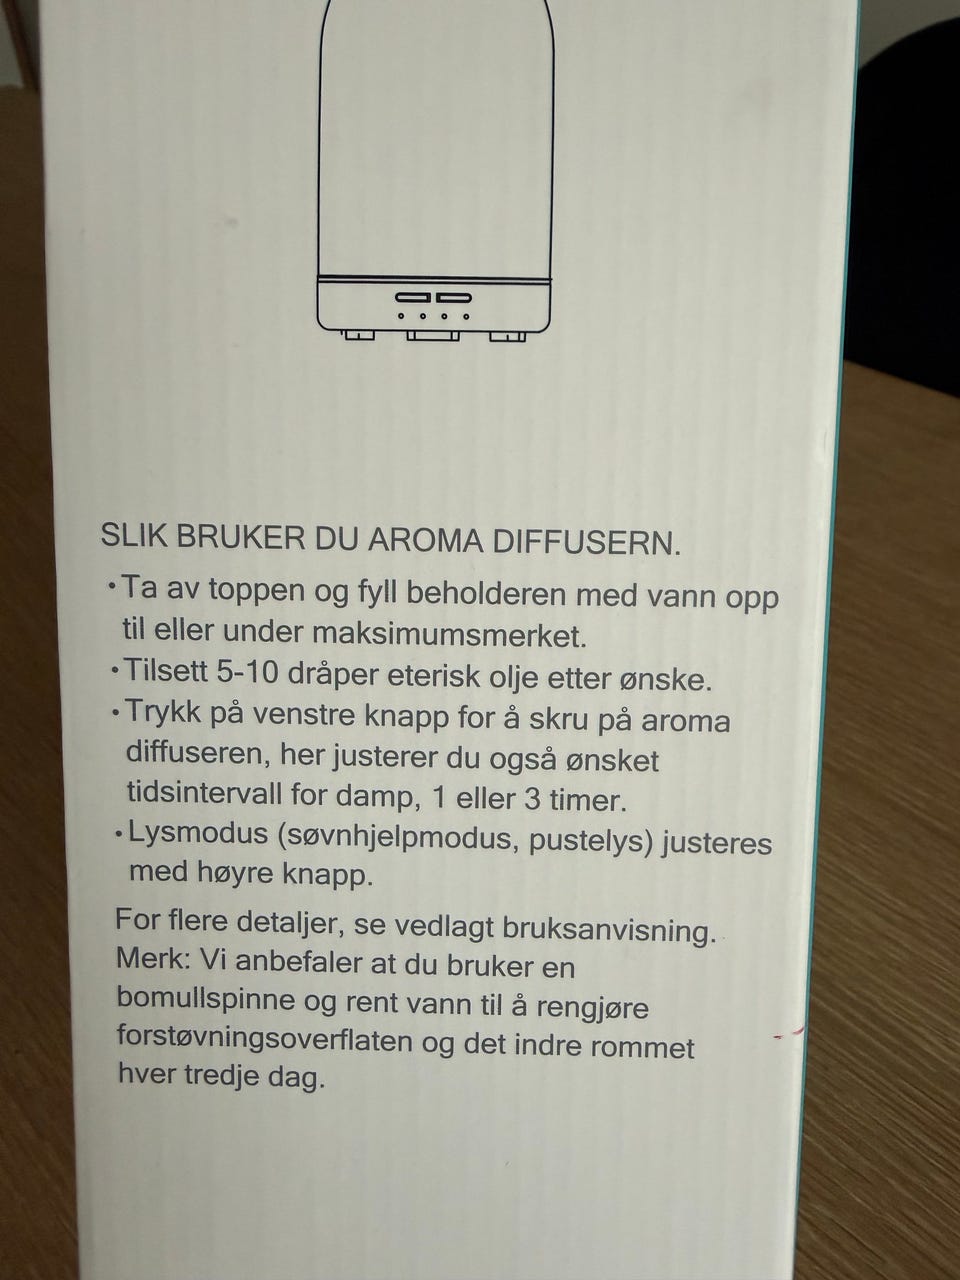 SLIK BRUKER DU AROMA DIFFUSERN.
·Ta av toppen og fyll beholderen med vann opp
til eller under maksimumsmerket.
·Tilsett 5-10 dråper eterisk olje etter ønske.
·Trykk på venstre knapp for å skru på aroma
diffuseren, her justerer du også ønsket
tidsintervall for damp, 1 eller 3 timer.
·Lysmodus (søvnhjelpmodus, pustelys) justeres
med høyre knapp.
For flere detaljer, se vedlagt bruksanvisning.
Merk: Vi anbefaler at du bruker en
bomullspinne og rent vann til å rengjøre
forstøvningsoverflaten og det indre rommet
hver tredje dag.